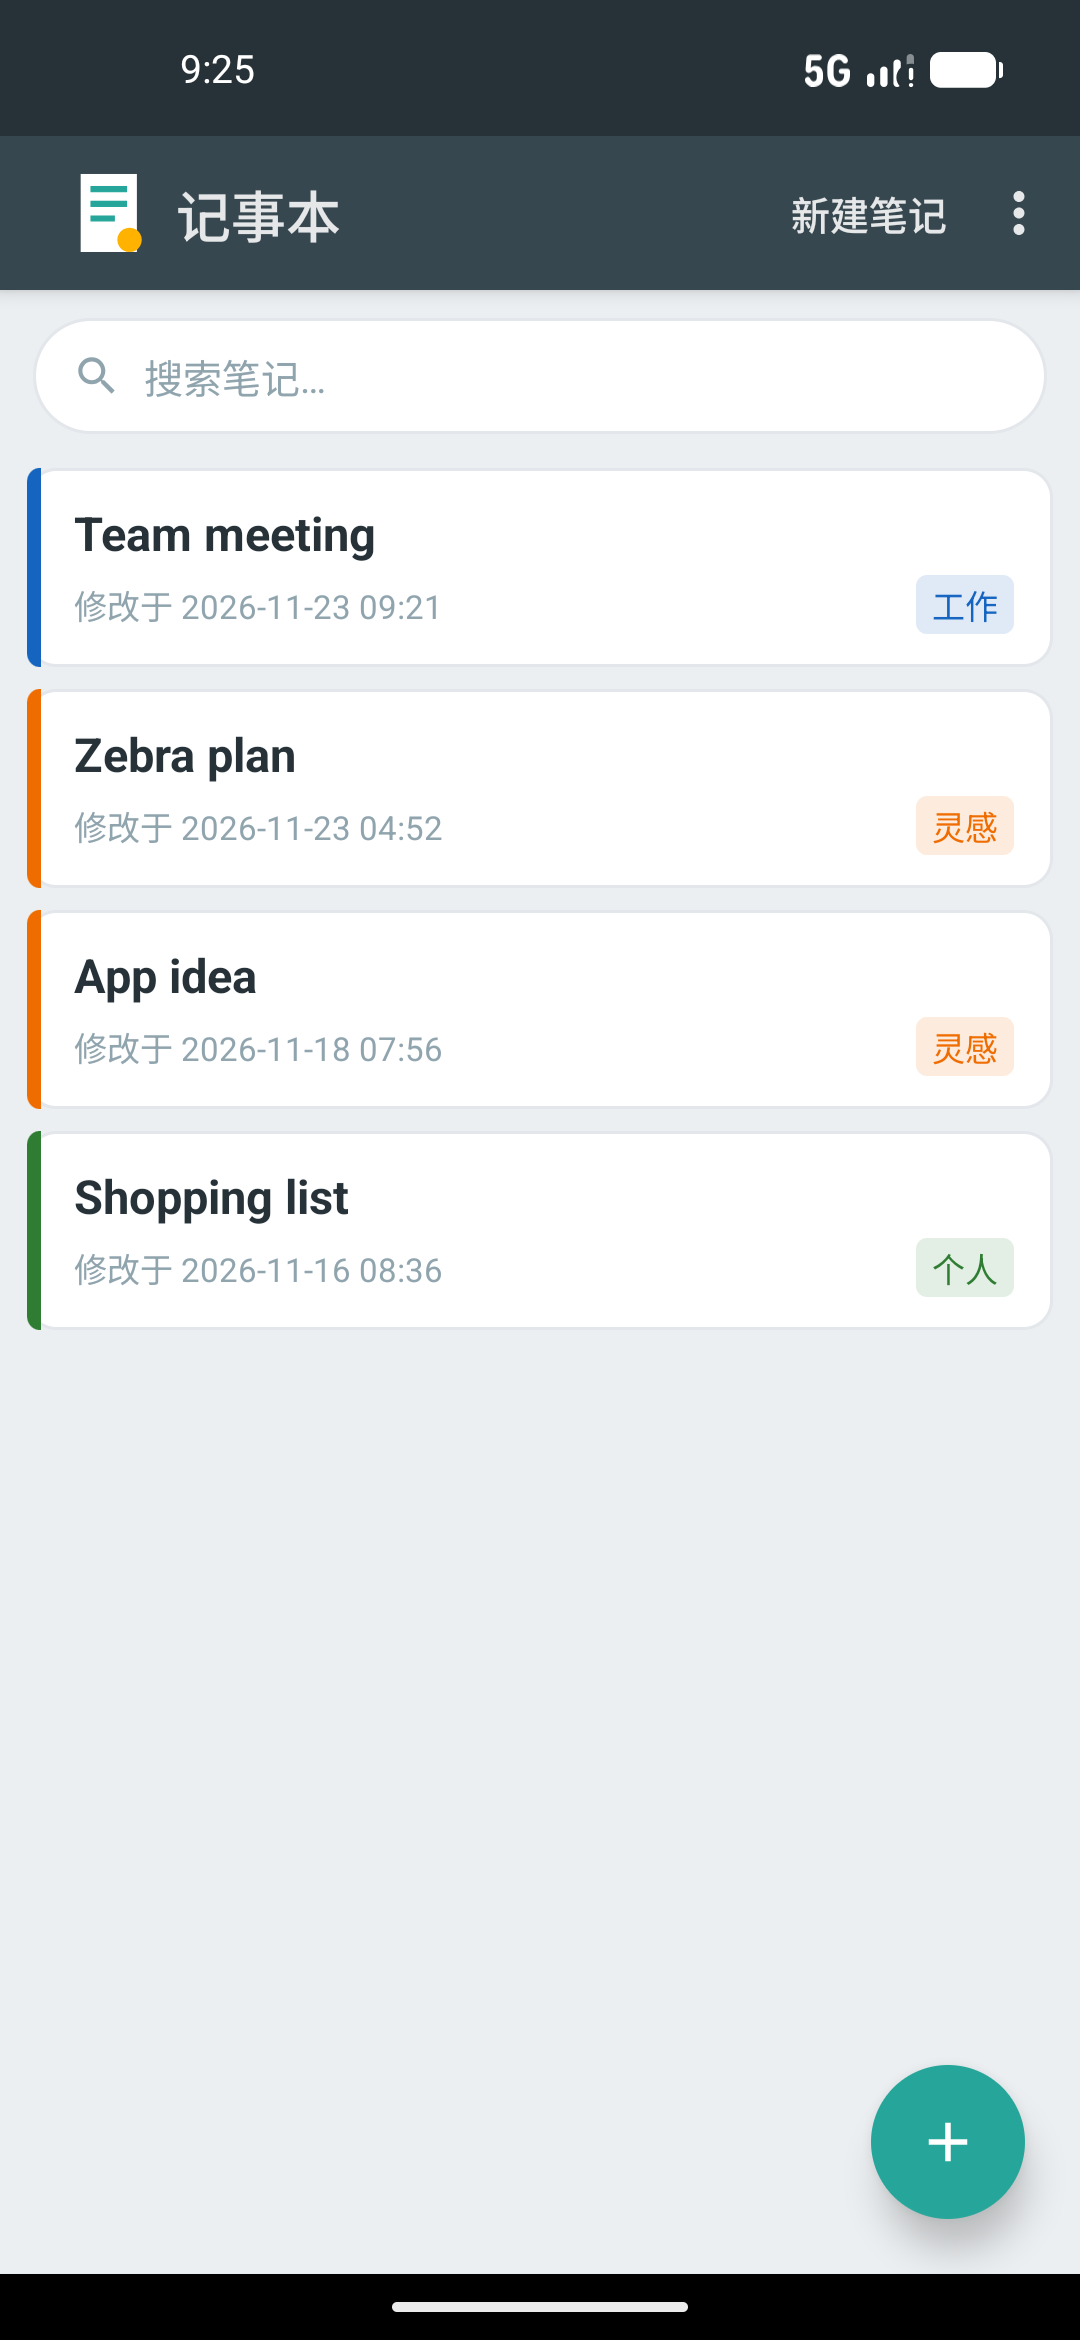 9:25
5G
记事本
新建笔记
搜索笔记…
Team meeting
修改于 2026-11-23 09:21
工作
Zebra plan
修改于 2026-11-23 04:52
灵感
App idea
修改于 2026-11-18 07:56
灵感
Shopping list
修改于 2026-11-16 08:36
个人